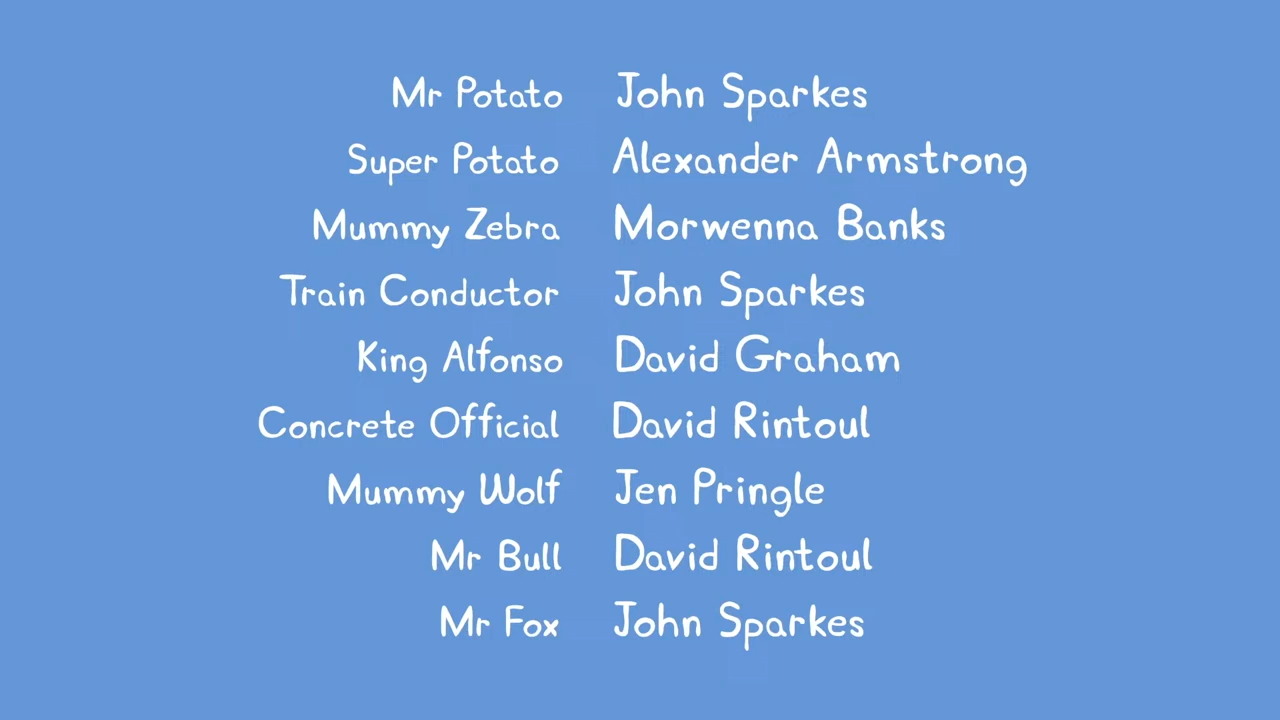 Mr Potato John Sparkes
Super Potato Alexander Armstrong
Mummy Zebra Morwenna Banks
Train Conductor John Sparkes
King Alfonso David Graham
Concrete Official David Rintoul
Mummy Wolf Jen Pringle
Mr Bull David Rintoul
Mr Fox John Sparkes